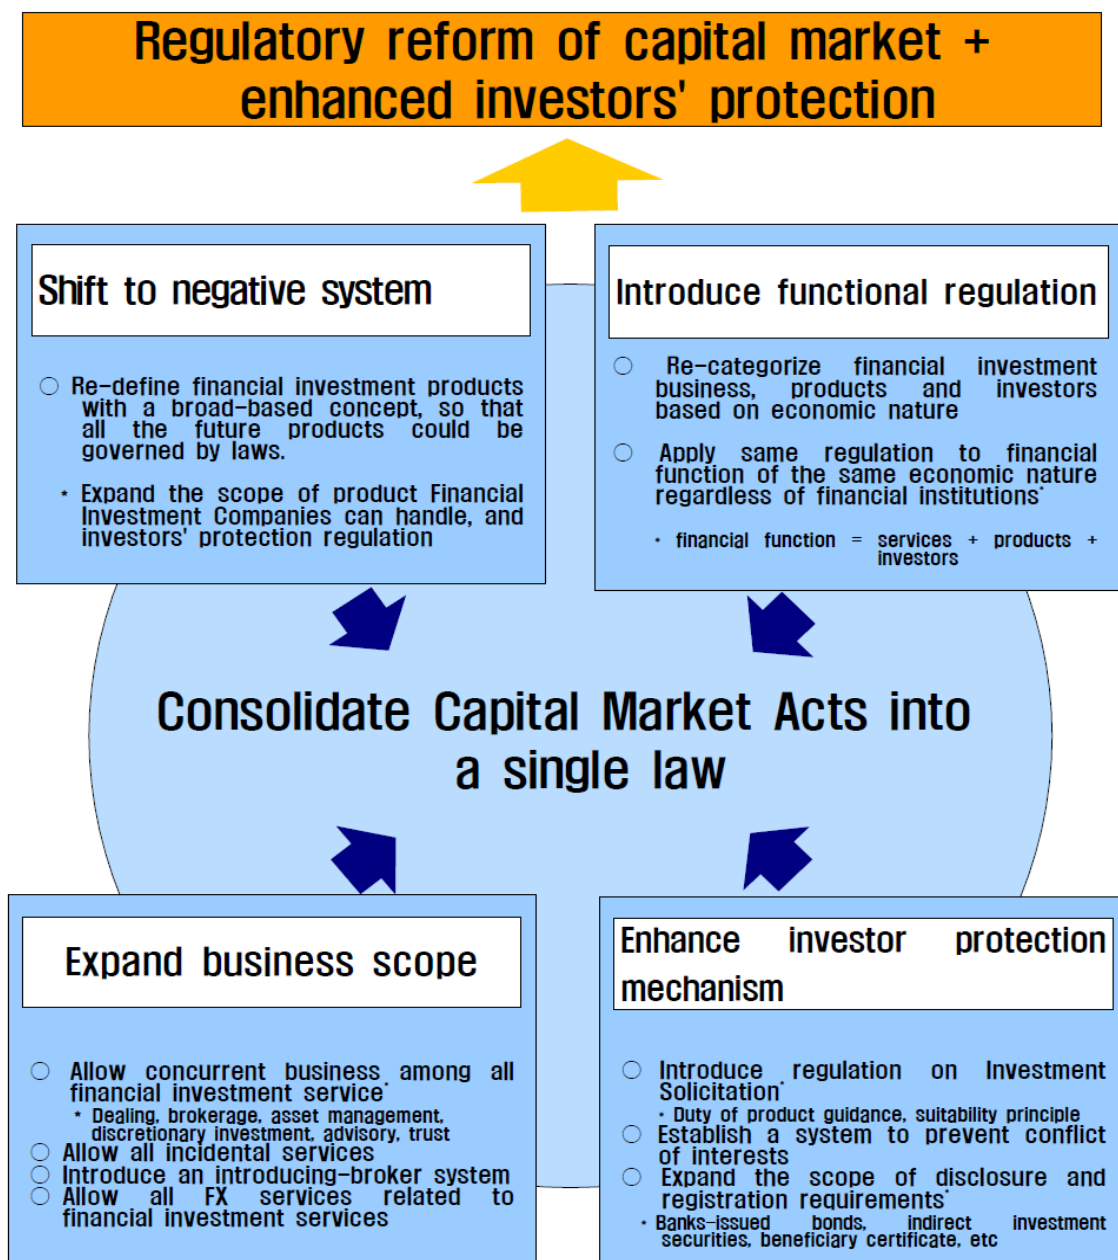 Regulatory reform of capital market +
enhanced investors' protection
Shift to negative system
○ Re-define financial investment products
with a broad-based concept, so that
all the future products could be
governed by laws.
* Expand the scope of product Financial
Investment Companies can handle, and
investors' protection regulation
Introduce functional regulation
○ Re-categorize financial investment
business, products and investors
based on economic nature
○ Apply same regulation to financial
function of the same economic nature
regardless of financial institutions*
* financial function = services + products +
investors
Consolidate Capital Market Acts into
a single law
Expand business scope
○ Allow concurrent business among all
financial investment service*
* Dealing, brokerage, asset management,
discretionary investment, advisory, trust
○ Allow all incidental services
○ Introduce an introducing-broker system
○ Allow all FX services related to
financial investment services
Enhance investor protection
mechanism
○ Introduce regulation on Investment
Solicitation*
* Duty of product guidance, suitability principle
○ Establish a system to prevent conflict
of interests
○ Expand the scope of disclosure and
registration requirements*
* Banks-issued bonds, indirect investment
securities, beneficiary certificate, etc